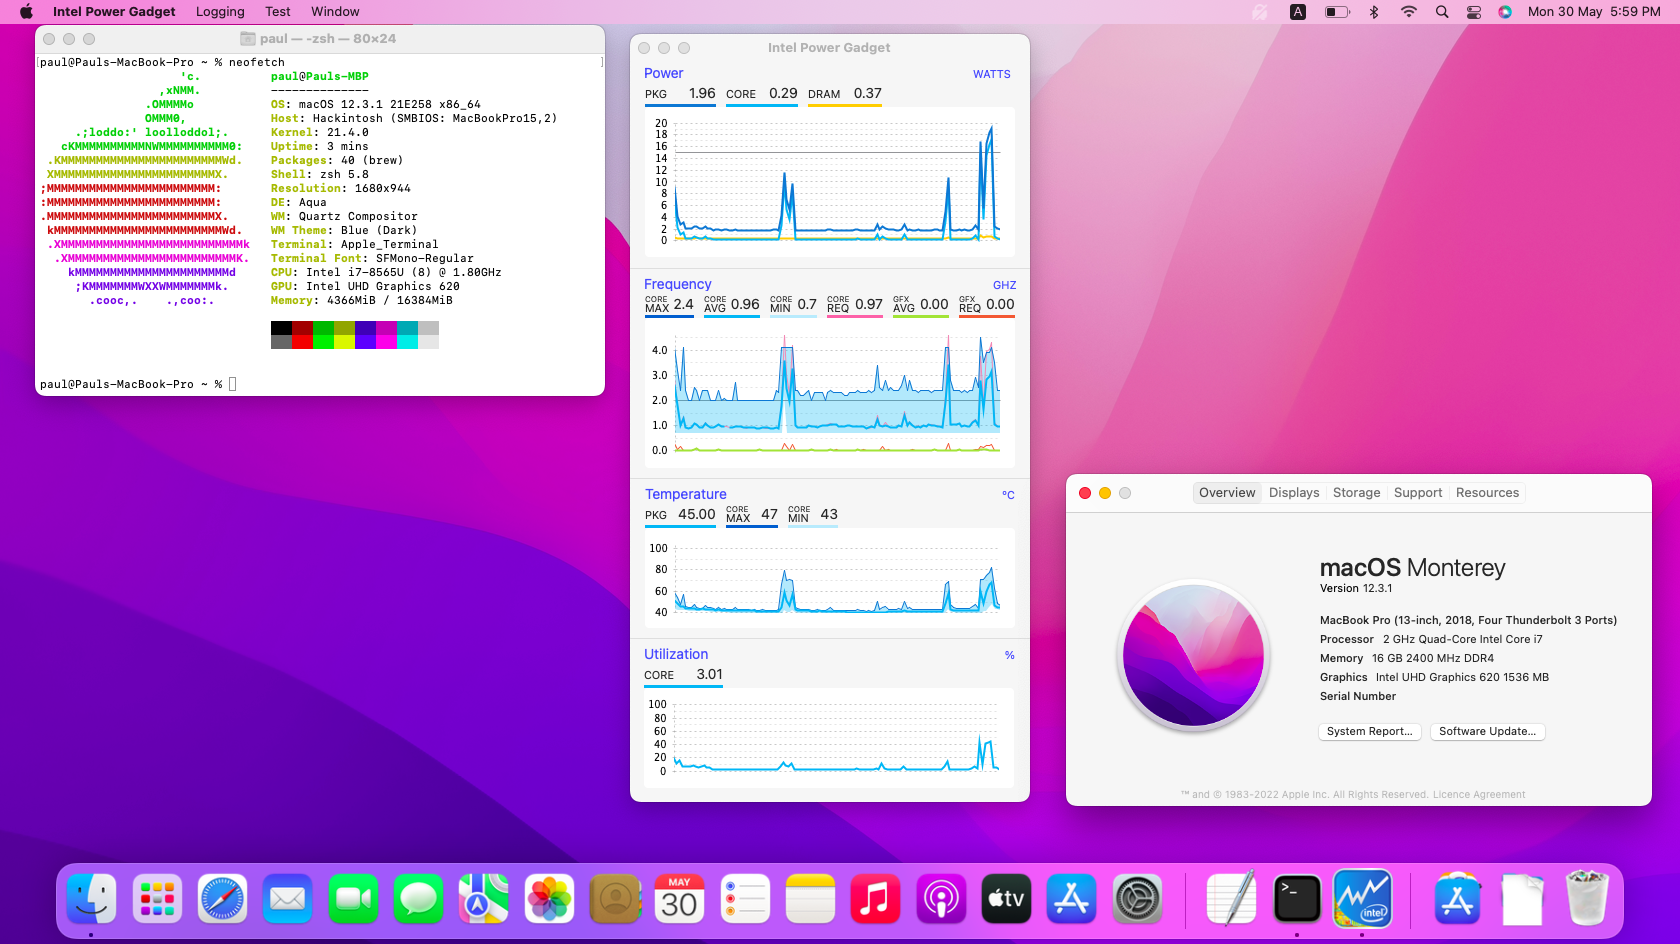 Intel Power Gadget Logging Test Window
A Mon 30 May 5:59 PM
paul — -zsh — 80×24
[paul@Pauls-MacBook-Pro ~ % neofetch ]
'c. paul@Pauls-MBP
,xNMM. --------------
.OMMMMo OS: macOS 12.3.1 21E258 x86_64
OMMM0, Host: Hackintosh (SMBIOS: MacBookPro15,2)
.;loddo:' loolloddol;. Kernel: 21.4.0
cKMMMMMMMMMMNWMMMMMMMMMM0: Uptime: 3 mins
.KMMMMMMMMMMMMMMMMMMMMMMMWd. Packages: 40 (brew)
XMMMMMMMMMMMMMMMMMMMMMMMX. Shell: zsh 5.8
;MMMMMMMMMMMMMMMMMMMMMMMM: Resolution: 1680x944
:MMMMMMMMMMMMMMMMMMMMMMMM: DE: Aqua
.MMMMMMMMMMMMMMMMMMMMMMMMX. WM: Quartz Compositor
kMMMMMMMMMMMMMMMMMMMMMMMMWd. WM Theme: Blue (Dark)
.XMMMMMMMMMMMMMMMMMMMMMMMMMMk Terminal: Apple_Terminal
.XMMMMMMMMMMMMMMMMMMMMMMMMK. Terminal Font: SFMono-Regular
kMMMMMMMMMMMMMMMMMMMMMMd CPU: Intel i7-8565U (8) @ 1.80GHz
;KMMMMMMMWXXWMMMMMMMk. GPU: Intel UHD Graphics 620
.cooc,. .,coo:. Memory: 4366MiB / 16384MiB
paul@Pauls-MacBook-Pro ~ %
Intel Power Gadget
Power WATTS
PKG 1.96 CORE 0.29 DRAM 0.37
20
18
16
14
12
10
8
6
4
2
0
Frequency GHZ
CORE MAX 2.4 CORE AVG 0.96 CORE MIN 0.7 CORE REQ 0.97 GFX AVG 0.00 GFX REQ 0.00
4.0
3.0
2.0
1.0
0.0
Temperature ºC
PKG 45.00 CORE MAX 47 CORE MIN 43
100
80
60
40
Utilization %
CORE 3.01
100
80
60
40
20
0
Overview Displays Storage Support Resources
macOS Monterey
Version 12.3.1
MacBook Pro (13-inch, 2018, Four Thunderbolt 3 Ports)
Processor 2 GHz Quad-Core Intel Core i7
Memory 16 GB 2400 MHz DDR4
Graphics Intel UHD Graphics 620 1536 MB
Serial Number
System Report... Software Update...
™ and © 1983-2022 Apple Inc. All Rights Reserved. Licence Agreement
MAY
30
tv
>_
intel